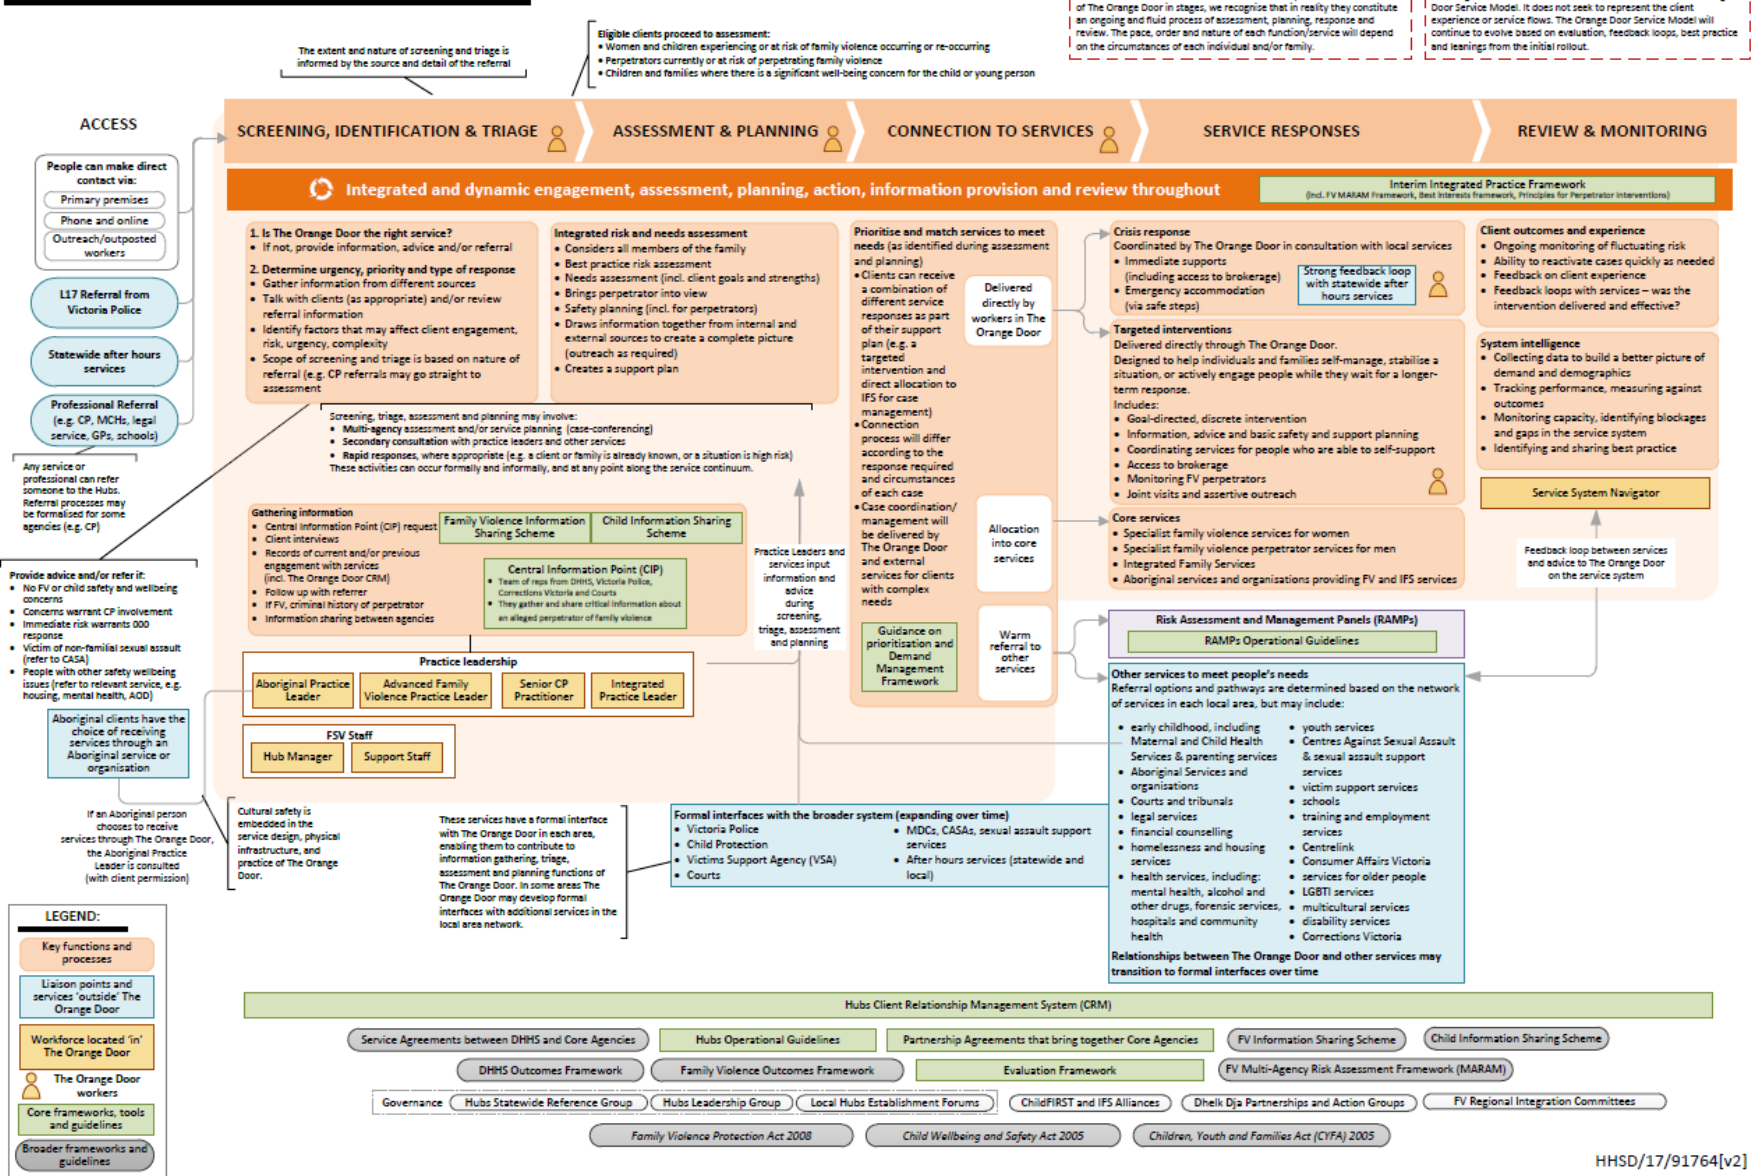 of The Orange Door in stages, we recognise that in reality they constitute
an ongoing and fluid process of assessment, planning, response and
review. The pace, order and nature of each function/service will depend
on the circumstances of each individual and/or family.
Door Service Model. It does not seek to represent the client
experience or service flows. The Orange Door Service Model will
continue to evolve based on evaluation, feedback loops, best practice
and leanings from the initial rollout.
The extent and nature of screening and triage is
informed by the source and detail of the referral
Eligible clients proceed to assessment:
• Women and children experiencing or at risk of family violence occurring or re-occurring
• Perpetrators currently or at risk of perpetrating family violence
• Children and families where there is a significant well-being concern for the child or young person
ACCESS
SCREENING, IDENTIFICATION & TRIAGE
ASSESSMENT & PLANNING
CONNECTION TO SERVICES
SERVICE RESPONSES
REVIEW & MONITORING
Integrated and dynamic engagement, assessment, planning, action, information provision and review throughout
Interim Integrated Practice Framework
(incl. FV MARAM Framework, Best Interests framework, Principles for Perpetrator Interventions)
People can make direct
contact via:
Primary premises
Phone and online
Outreach/outposted
workers
L17 Referral from
Victoria Police
Statewide after hours
services
Professional Referral
(e.g. CP, MCHs, legal
service, GPs, schools)
Any service or
professional can refer
someone to the Hubs.
Referral processes may
be formalised for some
agencies (e.g. CP)
Provide advice and/or refer if:
• No FV or child safety and wellbeing
concerns
• Concerns warrant CP involvement
• Immediate risk warrants 000
response
• Victim of non-familial sexual assault
(refer to CASA)
• People with other safety wellbeing
issues (refer to relevant service, e.g.
housing, mental health, AOD)
Aboriginal clients have the
choice of receiving
services through an
Aboriginal service or
organisation
If an Aboriginal person
chooses to receive
services through The Orange Door,
the Aboriginal Practice
Leader is consulted
(with client permission)
1. Is The Orange Door the right service?
• If not, provide information, advice and/or referral
2. Determine urgency, priority and type of response
• Gather information from different sources
• Talk with clients (as appropriate) and/or review
referral information
• Identify factors that may affect client engagement,
risk, urgency, complexity
• Scope of screening and triage is based on nature of
referral (e.g. CP referrals may go straight to
assessment
Integrated risk and needs assessment
• Considers all members of the family
• Best practice risk assessment
• Needs assessment (incl. client goals and strengths)
• Brings perpetrator into view
• Safety planning (incl. for perpetrators)
• Draws information together from internal and
external sources to create a complete picture
(outreach as required)
• Creates a support plan
Screening, triage, assessment and planning may involve:
• Multi-agency assessment and/or service planning (case-conferencing)
• Secondary consultation with practice leaders and other services
• Rapid responses, where appropriate (e.g. a client or family is already known, or a situation is high risk)
These activities can occur formally and informally, and at any point along the service continuum.
Gathering information
• Central Information Point (CIP) request
• Client interviews
• Records of current and/or previous
engagement with services
(incl. The Orange Door CRM)
• Follow up with referrer
• If FV, criminal history of perpetrator
• Information sharing between agencies
Family Violence Information
Sharing Scheme
Child Information Sharing
Scheme
Central Information Point (CIP)
• Team of reps from DHHS, Victoria Police,
Corrections Victoria and Courts
• They gather and share critical information about
an alleged perpetrator of family violence
Practice leadership
Aboriginal Practice
Leader
Advanced Family
Violence Practice Leader
Senior CP
Practitioner
Integrated
Practice Leader
FSV Staff
Hub Manager
Support Staff
Practice Leaders and
services input
information and
advice
during
screening,
triage, assessment
and planning
Cultural safety is
embedded in the
service design, physical
infrastructure, and
practice of The Orange
Door.
These services have a formal interface
with The Orange Door in each area,
enabling them to contribute to
information gathering, triage,
assessment and planning functions of
The Orange Door. In some areas The
Orange Door may develop formal
interfaces with additional services in the
local area network.
Formal interfaces with the broader system (expanding over time)
• Victoria Police
• Child Protection
• Victims Support Agency (VSA)
• Courts
• MDCs, CASAs, sexual assault support
services
• After hours services (statewide and
local)
Prioritise and match services to meet
needs (as identified during assessment
and planning)
• Clients can receive
a combination of
different service
responses as part
of their support
plan (e.g. a
targeted
intervention and
direct allocation to
IFS for case
management)
• Connection
process will differ
according to the
response required
and circumstances
of each case
• Case coordination/
management will
be delivered by
The Orange Door
and external
services for clients
with complex
needs
Guidance on
prioritisation and
Demand
Management
Framework
Delivered
directly by
workers in The
Orange Door
Allocation
into core
services
Warm
referral to
other
services
Crisis response
Coordinated by The Orange Door in consultation with local services
• Immediate supports
(including access to brokerage)
• Emergency accommodation
(via safe steps)
Strong feedback loop
with statewide after
hours services
Targeted interventions
Delivered directly through The Orange Door.
Designed to help individuals and families self-manage, stabilise a
situation, or actively engage people while they wait for a longer-
term response.
Includes:
• Goal-directed, discrete intervention
• Information, advice and basic safety and support planning
• Coordinating services for people who are able to self-support
• Access to brokerage
• Monitoring FV perpetrators
• Joint visits and assertive outreach
Core services
• Specialist family violence services for women
• Specialist family violence perpetrator services for men
• Integrated Family Services
• Aboriginal services and organisations providing FV and IFS services
Risk Assessment and Management Panels (RAMPs)
RAMPs Operational Guidelines
Other services to meet people's needs
Referral options and pathways are determined based on the network
of services in each local area, but may include:
• early childhood, including
Maternal and Child Health
Services & parenting services
• Aboriginal Services and
organisations
• Courts and tribunals
• legal services
• financial counselling
• homelessness and housing
services
• health services, including:
mental health, alcohol and
other drugs, forensic services,
hospitals and community
health
• youth services
• Centres Against Sexual Assault
& sexual assault support
services
• victim support services
• schools
• training and employment
services
• Centrelink
• Consumer Affairs Victoria
• services for older people
• LGBTI services
• multicultural services
• disability services
• Corrections Victoria
Relationships between The Orange Door and other services may
transition to formal interfaces over time
Client outcomes and experience
• Ongoing monitoring of fluctuating risk
• Ability to reactivate cases quickly as needed
• Feedback on client experience
• Feedback loops with services – was the
intervention delivered and effective?
System intelligence
• Collecting data to build a better picture of
demand and demographics
• Tracking performance, measuring against
outcomes
• Monitoring capacity, identifying blockages
and gaps in the service system
• Identifying and sharing best practice
Service System Navigator
Feedback loop between services
and advice to The Orange Door
on the service system
LEGEND:
Key functions and
processes
Liaison points and
services 'outside' The
Orange Door
Workforce located 'in'
The Orange Door
The Orange Door
workers
Core frameworks, tools
and guidelines
Broader frameworks and
guidelines
Hubs Client Relationship Management System (CRM)
Service Agreements between DHHS and Core Agencies
Hubs Operational Guidelines
Partnership Agreements that bring together Core Agencies
FV Information Sharing Scheme
Child Information Sharing Scheme
DHHS Outcomes Framework
Family Violence Outcomes Framework
Evaluation Framework
FV Multi-Agency Risk Assessment Framework (MARAM)
Governance
Hubs Statewide Reference Group
Hubs Leadership Group
Local Hubs Establishment Forums
ChildFIRST and IFS Alliances
Dhelk Dja Partnerships and Action Groups
FV Regional Integration Committees
Family Violence Protection Act 2008
Child Wellbeing and Safety Act 2005
Children, Youth and Families Act (CYFA) 2005
HHSD/17/91764[v2]